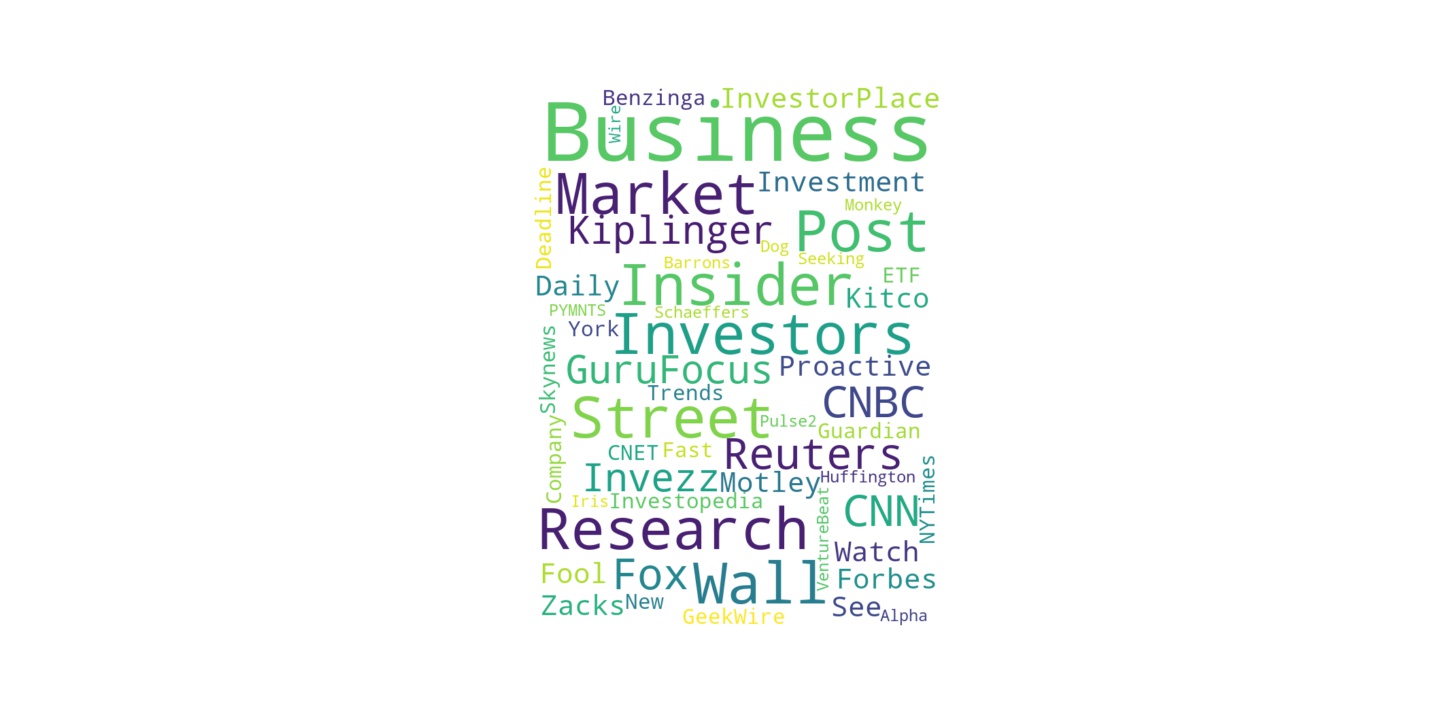 Benzinga InvestorPlace
Business
Wire
Market Investment
Deadline
Monkey
Kiplinger Post
Dog Seeking
Barrons
Insider ETF
Daily Kitco
PYMNTS Schaeffers
York Investors
Skynews
GuruFocus Proactive
Trends CNBC
Street Pulse2 Guardian
Company
CNET Fast Reuters
Invezz Motley Huffington
NYTimes
Iris Investopedia CNN
VentureBeat
Research Watch
Fool Fox Wall Forbes
Zacks New See
GeekWire Alpha